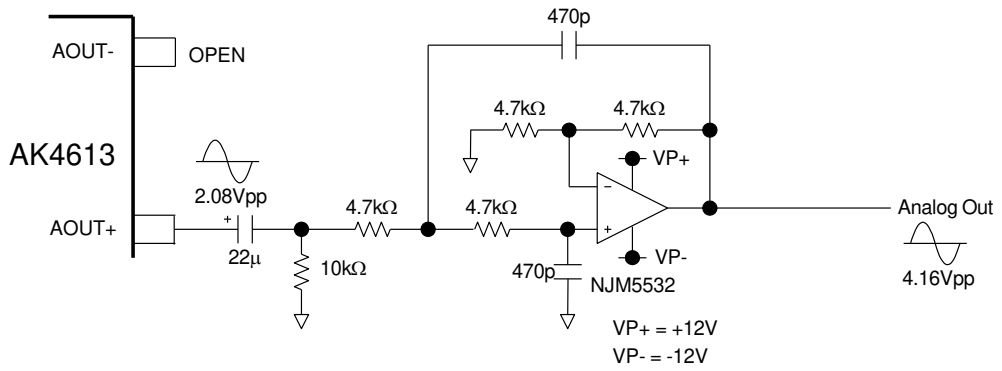 470p
AOUT-
OPEN
4.7kΩ
4.7kΩ
AK4613
VP+
2.08Vpp
−
4.7kΩ
4.7kΩ
Analog Out
AOUT+
+
+
22μ
VP-
10kΩ
470p
NJM5532
4.16Vpp
VP+ = +12V
VP- = -12V